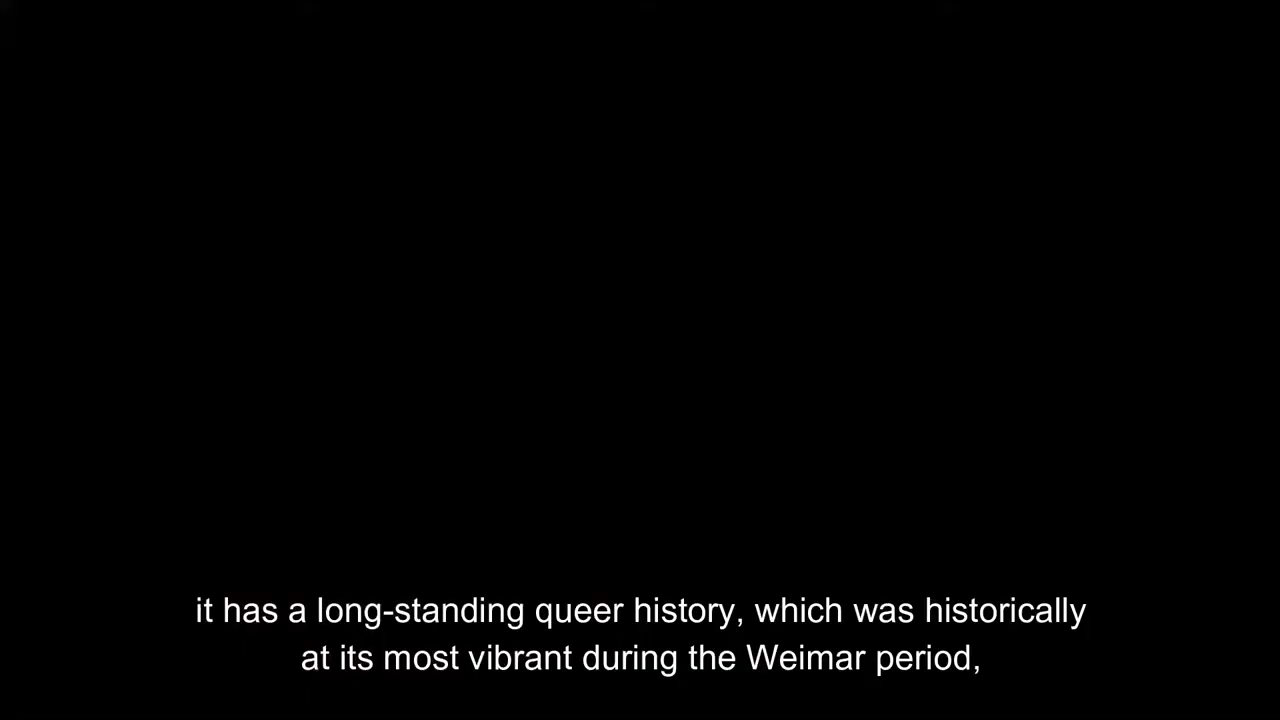 it has a long-standing queer history, which was historically
at its most vibrant during the Weimar period,